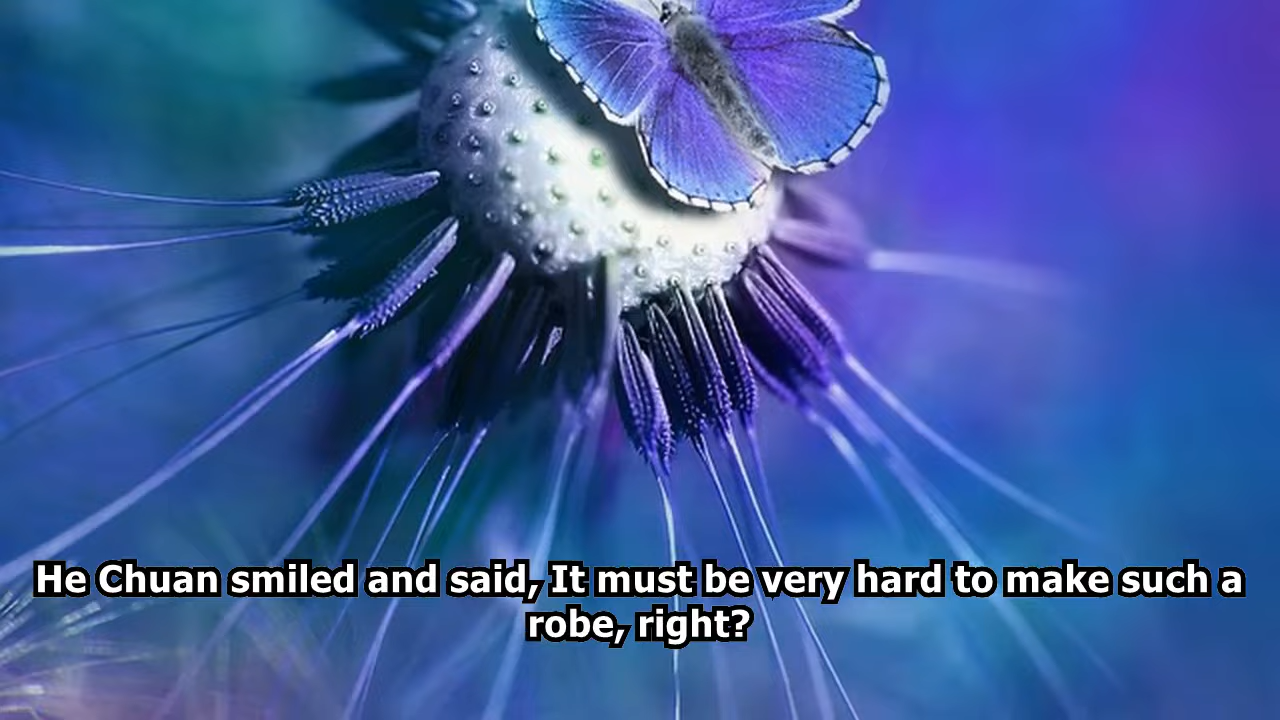 He Chuan smiled and said, It must be very hard to make such a
robe, right?